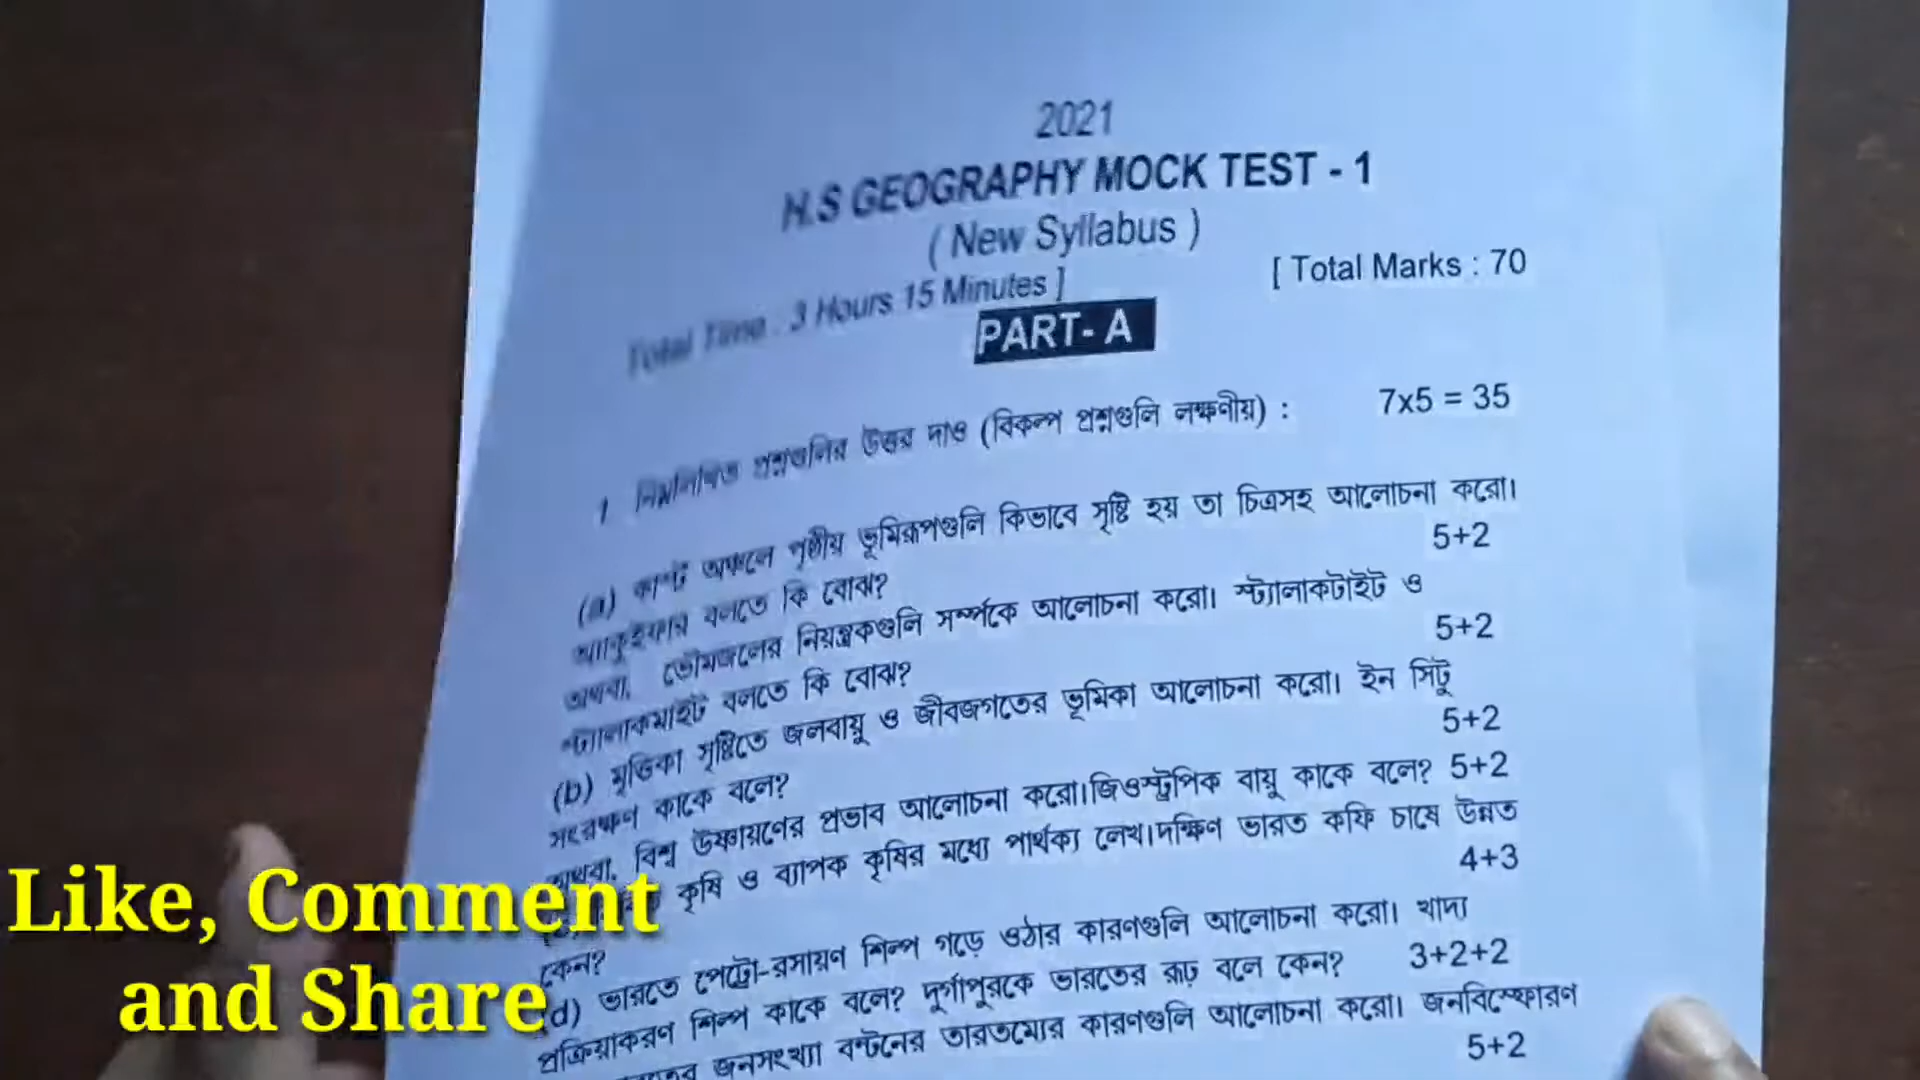 2021
H.S GEOGRAPHY MOCK TEST - 1
( New Syllabus )
Total Time : 3 Hours 15 Minutes ]
[ Total Marks : 70
PART- A
1 নিম্নলিখিত প্রশ্নগুলির উত্তর দাও (বিকল্প প্রশ্নগুলি লক্ষণীয়) : 7x5 = 35
(a) কার্স্ট অঞ্চলে পৃষ্ঠীয় ভূমিরূপগুলি কিভাবে সৃষ্টি হয় তা চিত্রসহ আলোচনা করো।
অ্যাকুইফার বলতে কি বোঝ? 5+2
অথবা, ভৌমজলের নিয়ন্ত্রকগুলি সর্ম্পকে আলোচনা করো। স্ট্যালাকটাইট ও
স্ট্যালাকমাইট বলতে কি বোঝ? 5+2
(b) মৃত্তিকা সৃষ্টিতে জলবায়ু ও জীবজগতের ভূমিকা আলোচনা করো। ইন সিটু
সংরক্ষণ কাকে বলে? 5+2
অথবা, বিশ্ব উষ্ণায়ণের প্রভাব আলোচনা করো।জিওস্ট্রপিক বায়ু কাকে বলে? 5+2
কৃষি ও ব্যাপক কৃষির মধ্যে পার্থক্য লেখ।দক্ষিণ ভারত কফি চাষে উন্নত
কেন? 4+3
d) ভারতে পেট্রো-রসায়ণ শিল্প গড়ে ওঠার কারণগুলি আলোচনা করো। খাদ্য
প্রক্রিয়াকরণ শিল্প কাকে বলে? দুর্গাপুরকে ভারতের রূঢ় বলে কেন? 3+2+2
জনসংখ্যা বণ্টনের তারতম্যের কারণগুলি আলোচনা করো। জনবিস্ফোরণ
5+2
Like, Comment
and Share